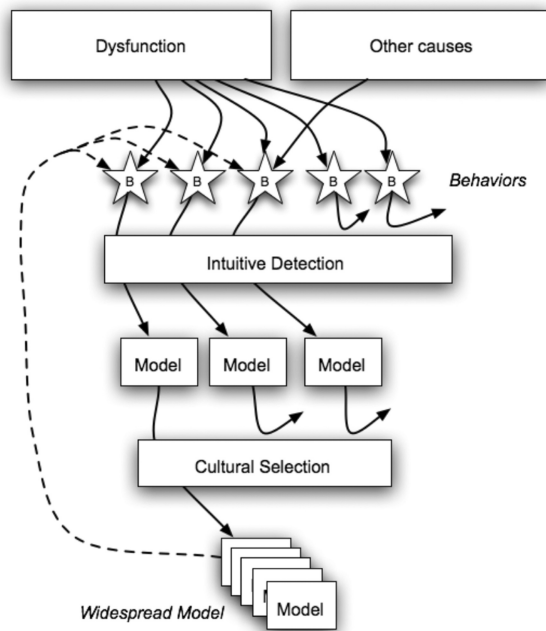 Dysfunction
Other causes
B B B B B
Behaviors
Intuitive Detection
Model Model Model
Cultural Selection
Widespread Model
Model